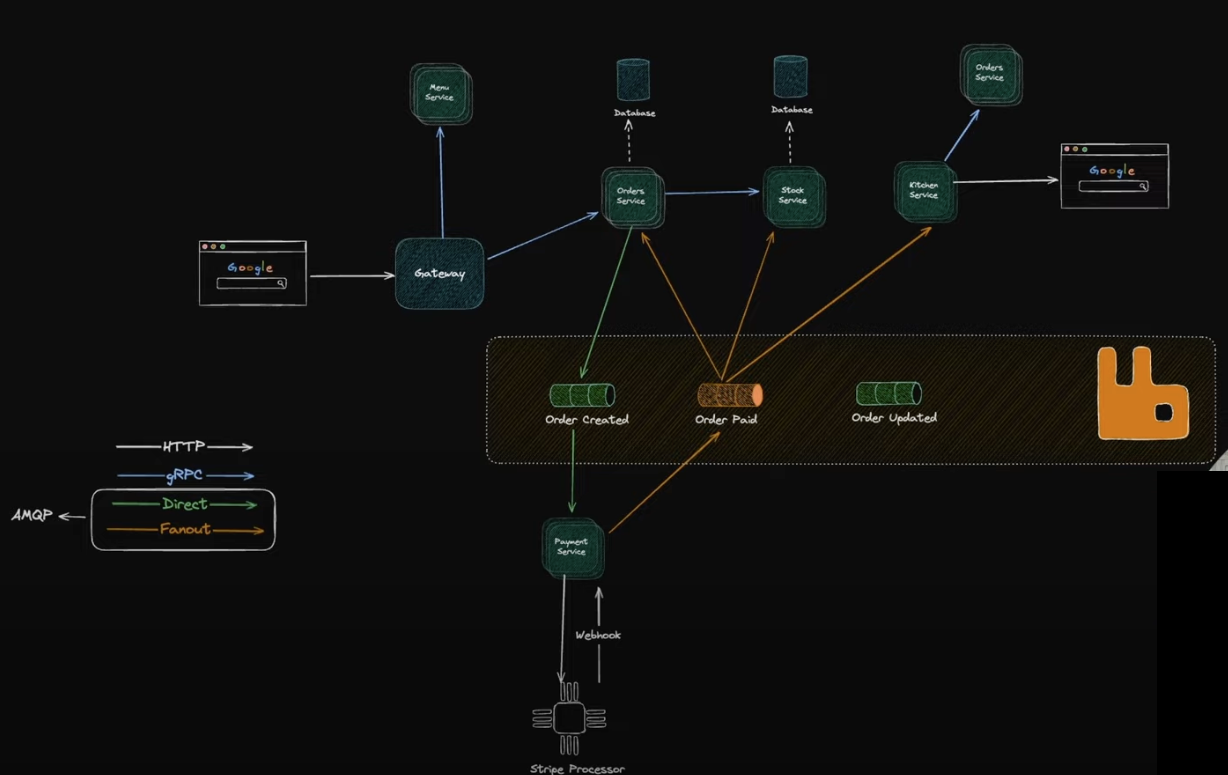 Menu
Service
Database
Database
Orders
Service
Google
Orders
Service
Stock
Service
Kitchen
Service
Google
Gateway
Order Created
Order Paid
Order Updated
HTTP
gRPC
Direct
Fanout
AMQP
Payment
Service
Webhook
Stripe Processor